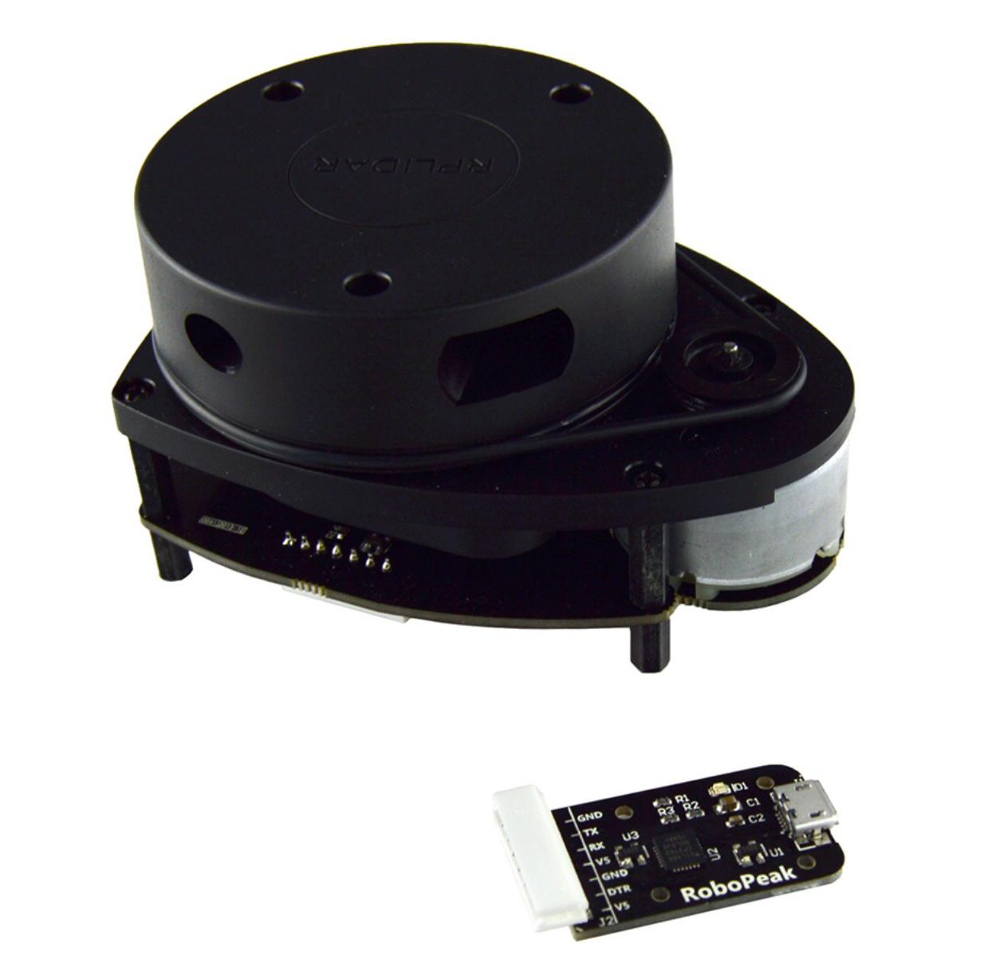 RPLIDAR
GND
TX
RX
V5
GND
DTR
V5
J2
U3
R1
R3 R2
D1
C1
C2
U2
U1
RoboPeak